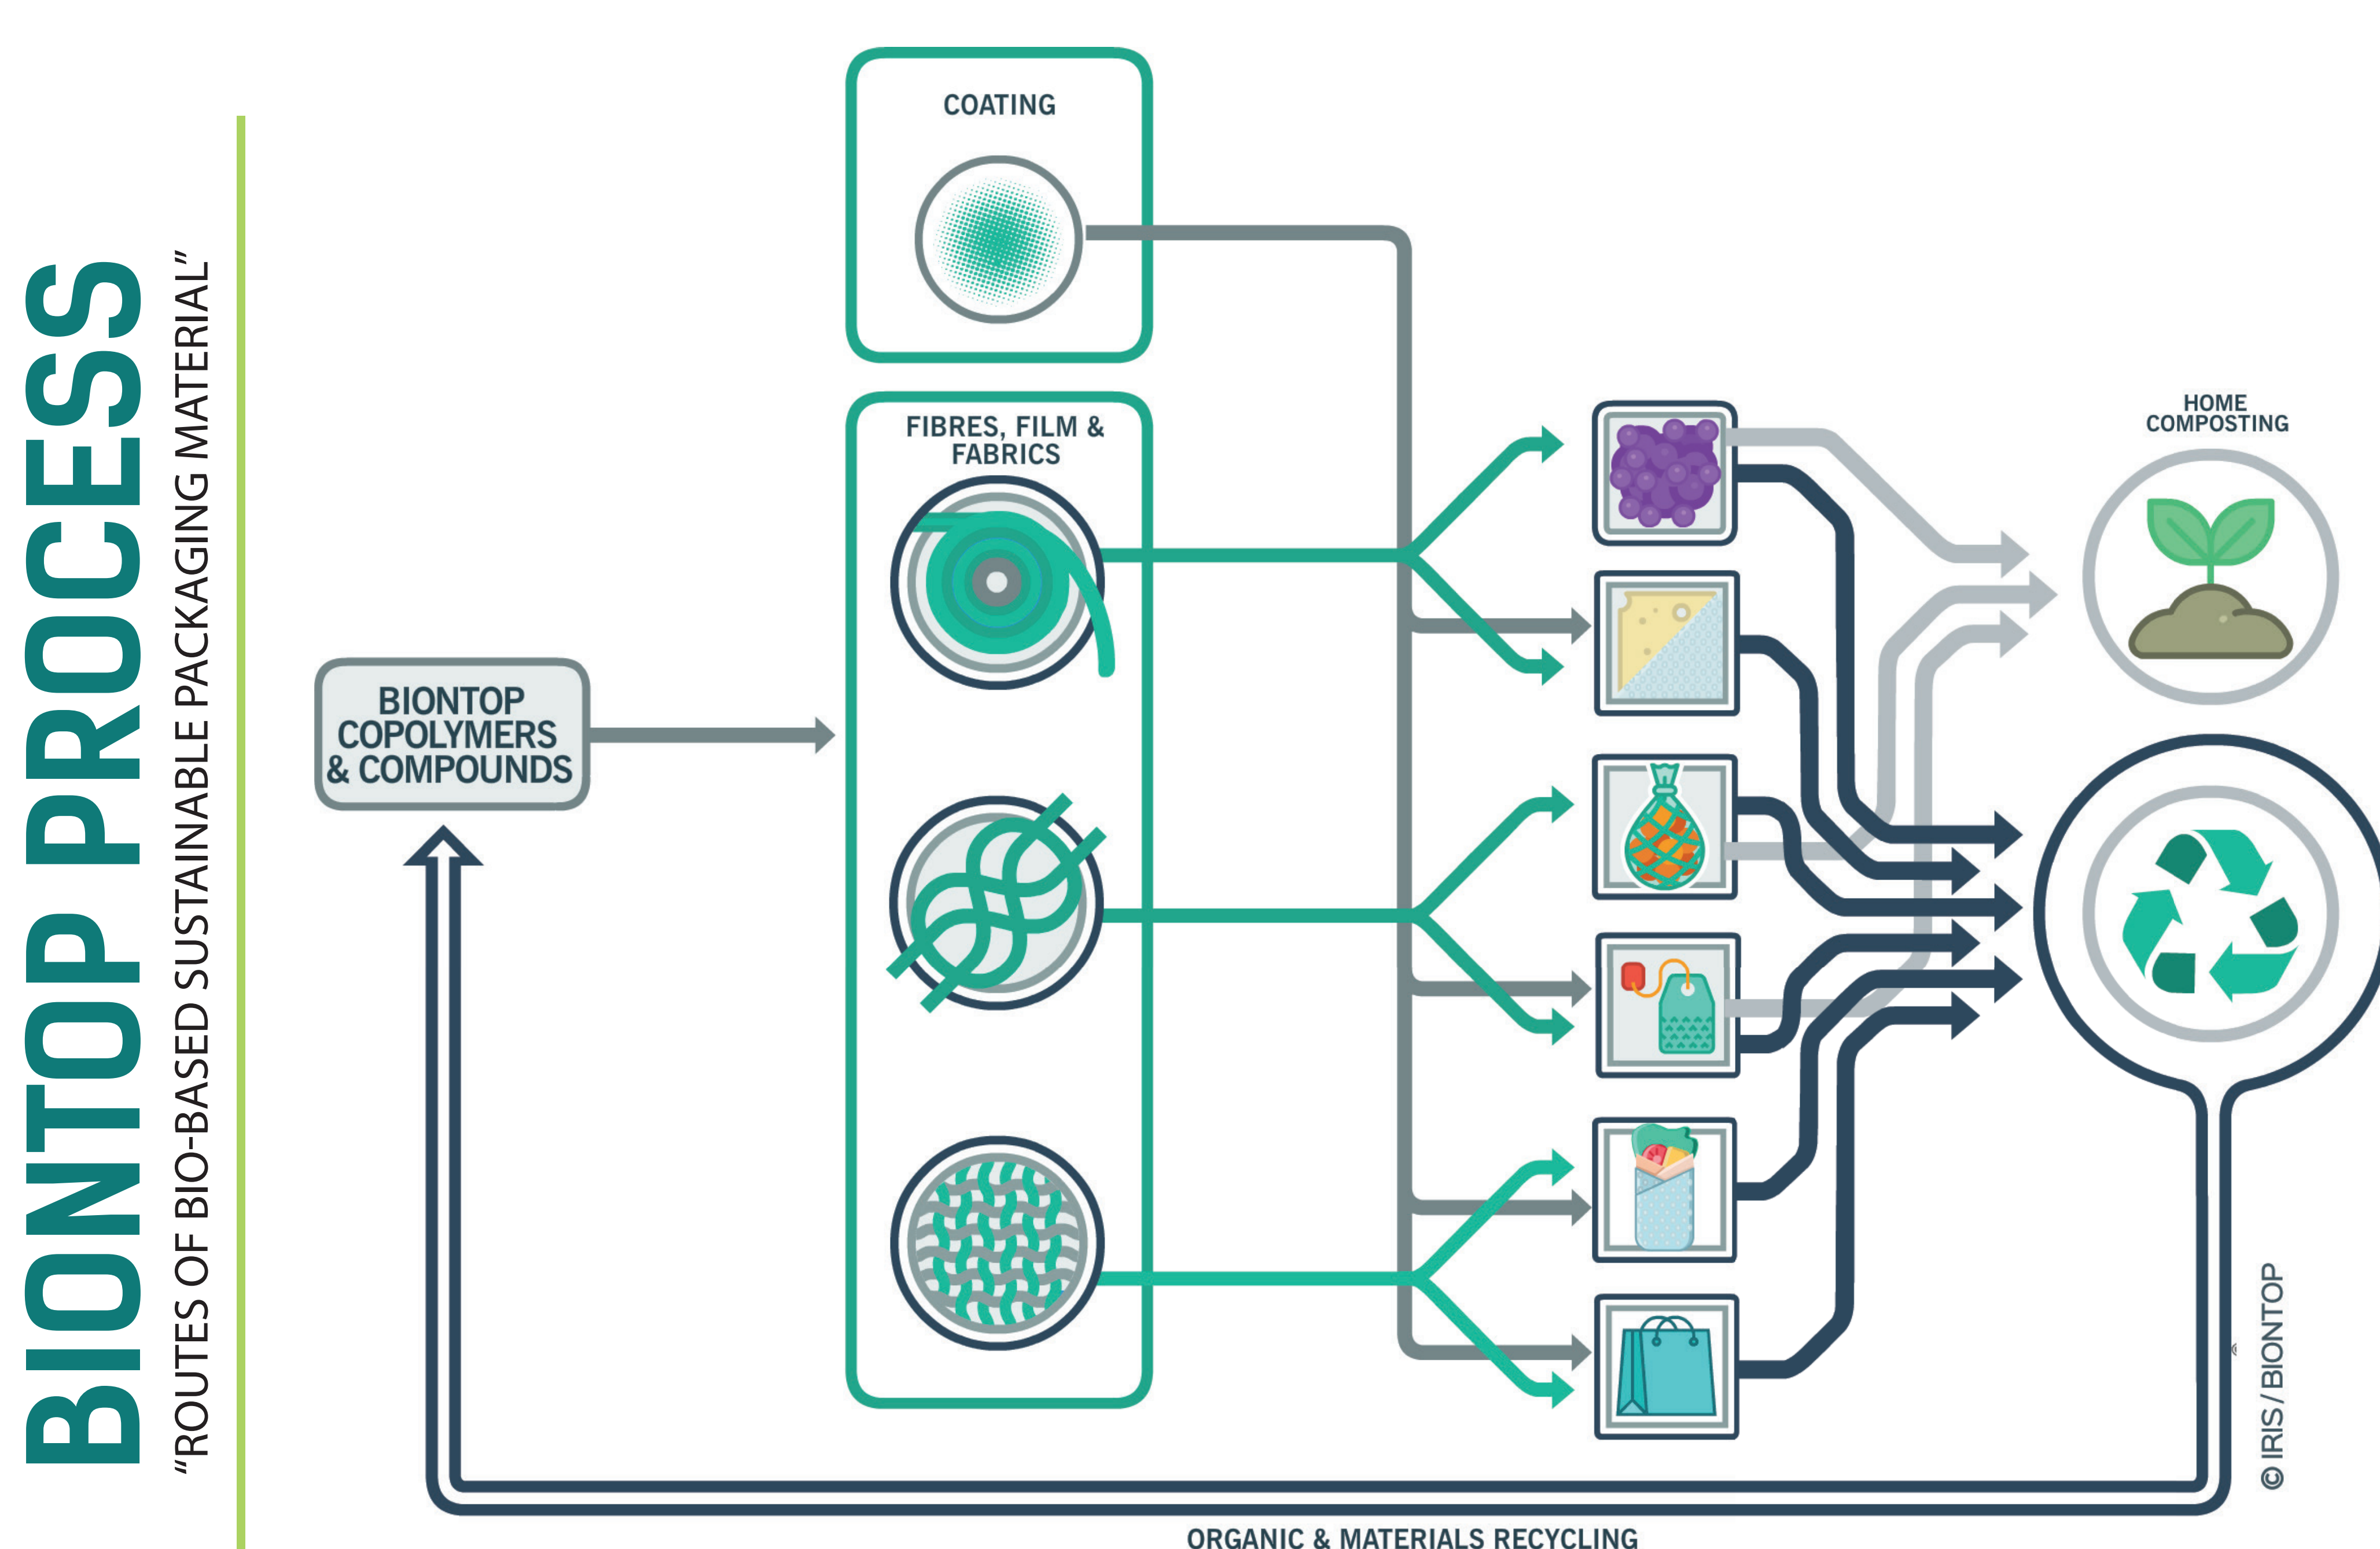 BIONTOP PROCESS
“ROUTES OF BIO-BASED SUSTAINABLE PACKAGING MATERIAL”
COATING
FIBRES, FILM &
FABRICS
BIONTOP
COPOLYMERS
& COMPOUNDS
HOME
COMPOSTING
ORGANIC & MATERIALS RECYCLING
© IRIS / BIONTOP